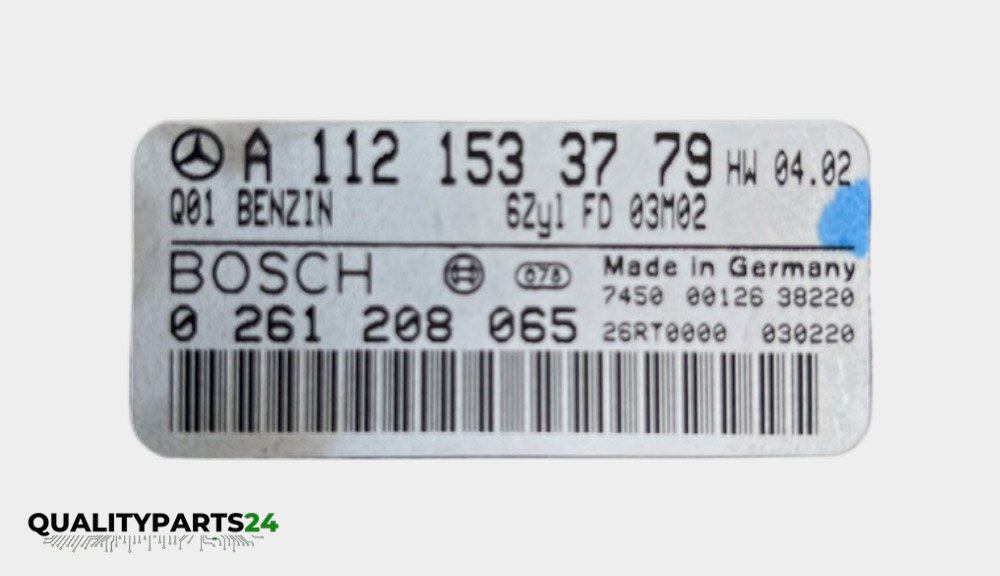 A 112 153 37 79 HW 04.02
Q01 BENZIN 6Zyl FD 03M02
BOSCH 078 Made in Germany
7450 00126 38220
0 261 208 065 26RT0000 030220
QUALITYPARTS24